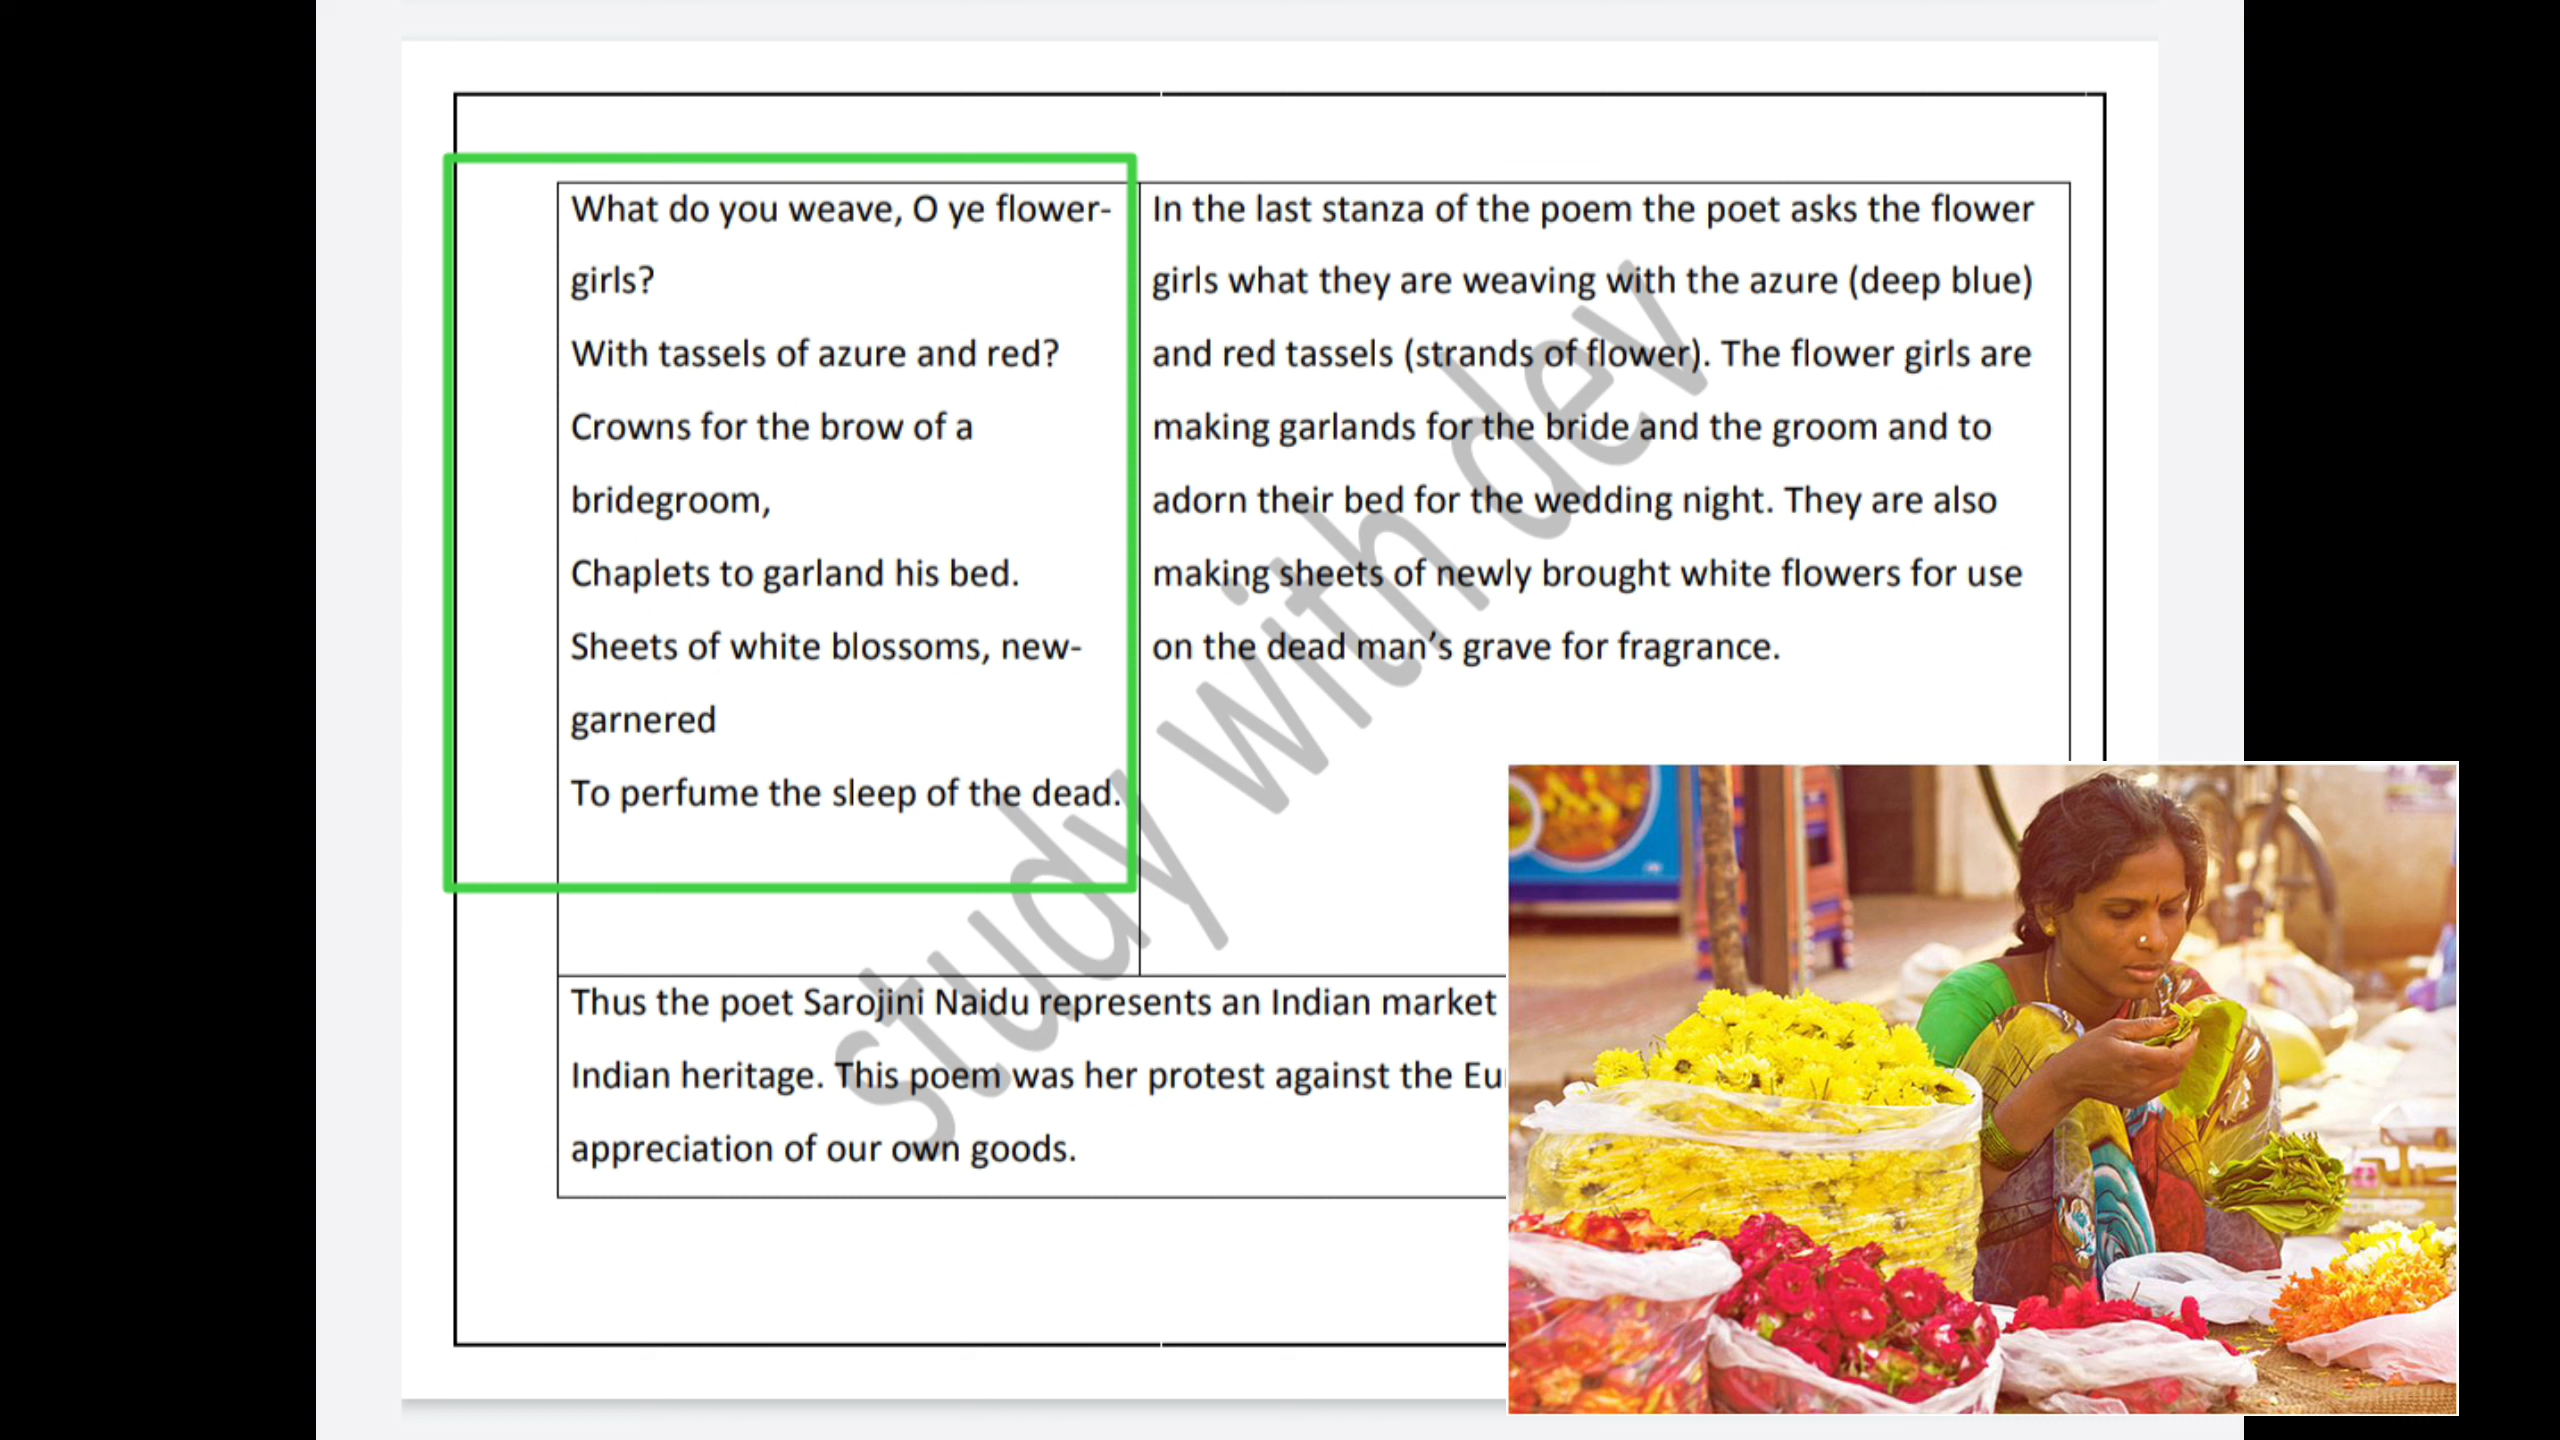 What do you weave, O ye flower-
girls?
With tassels of azure and red?
Crowns for the brow of a
bridegroom,
Chaplets to garland his bed.
Sheets of white blossoms, new-
garnered
To perfume the sleep of the dead.
In the last stanza of the poem the poet asks the flower
girls what they are weaving with the azure (deep blue)
and red tassels (strands of flower). The flower girls are
making garlands for the bride and the groom and to
adorn their bed for the wedding night. They are also
making sheets of newly brought white flowers for use
on the dead man’s grave for fragrance.
Thus the poet Sarojini Naidu represents an Indian market
Indian heritage. This poem was her protest against the
appreciation of our own goods.
study with dev